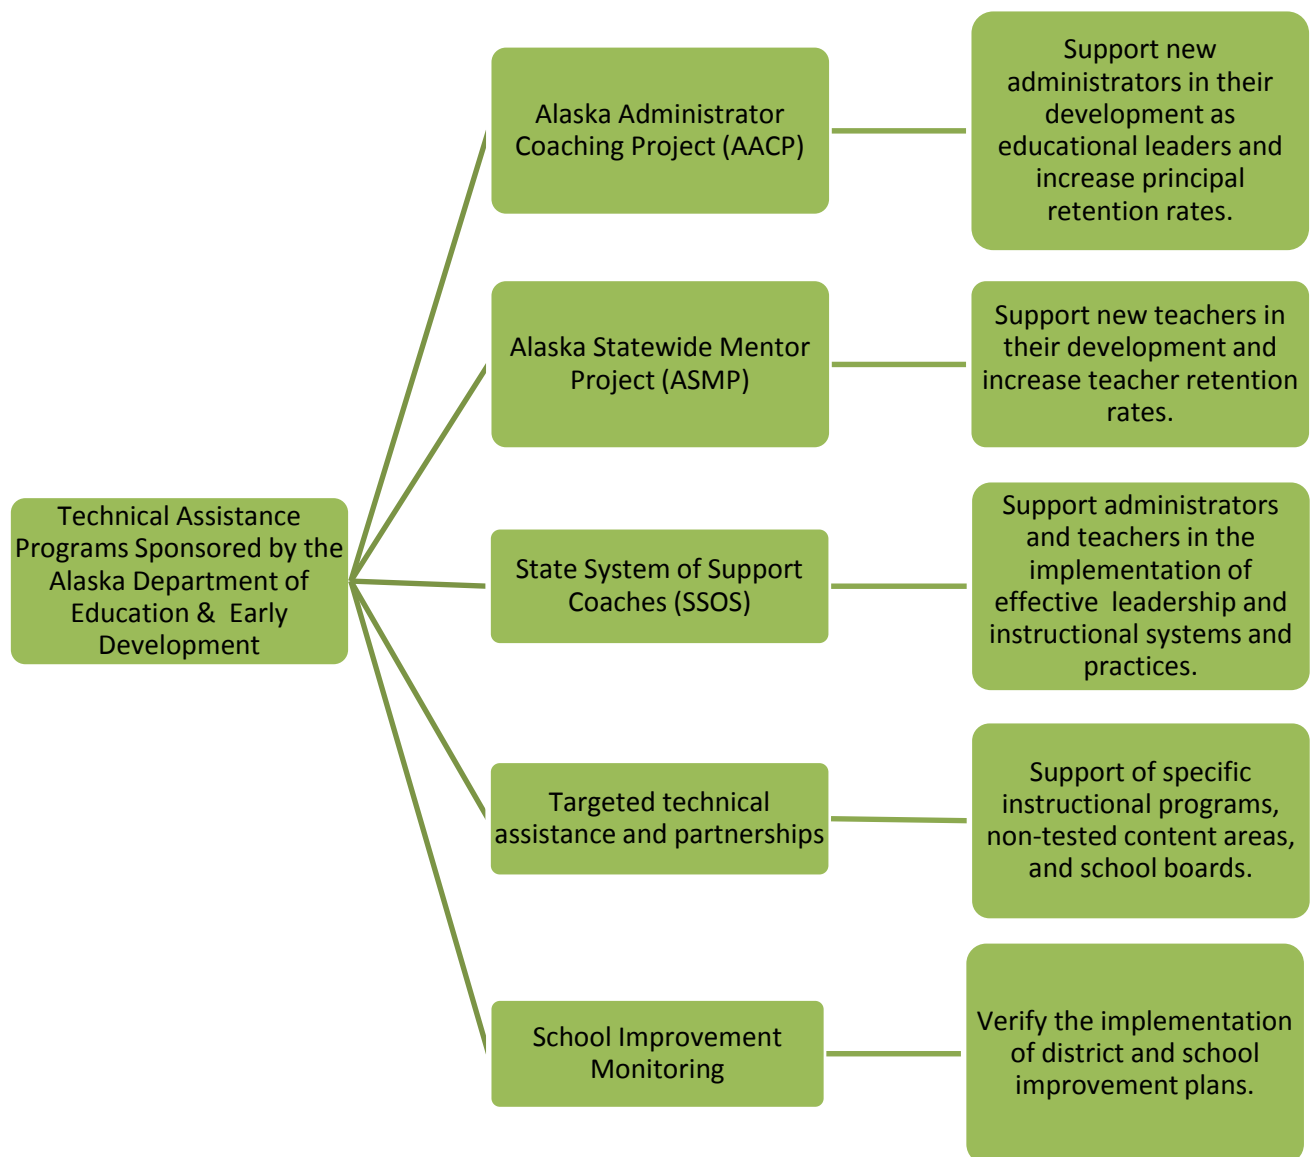 Technical Assistance
Programs Sponsored by the
Alaska Department of
Education & Early
Development
Alaska Administrator
Coaching Project (AACP)
Support new
administrators in their
development as
educational leaders and
increase principal
retention rates.
Alaska Statewide Mentor
Project (ASMP)
Support new teachers in
their development and
increase teacher retention
rates.
State System of Support
Coaches (SSOS)
Support administrators
and teachers in the
implementation of
effective leadership and
instructional systems and
practices.
Targeted technical
assistance and partnerships
Support of specific
instructional programs,
non-tested content areas,
and school boards.
School Improvement
Monitoring
Verify the implementation
of district and school
improvement plans.